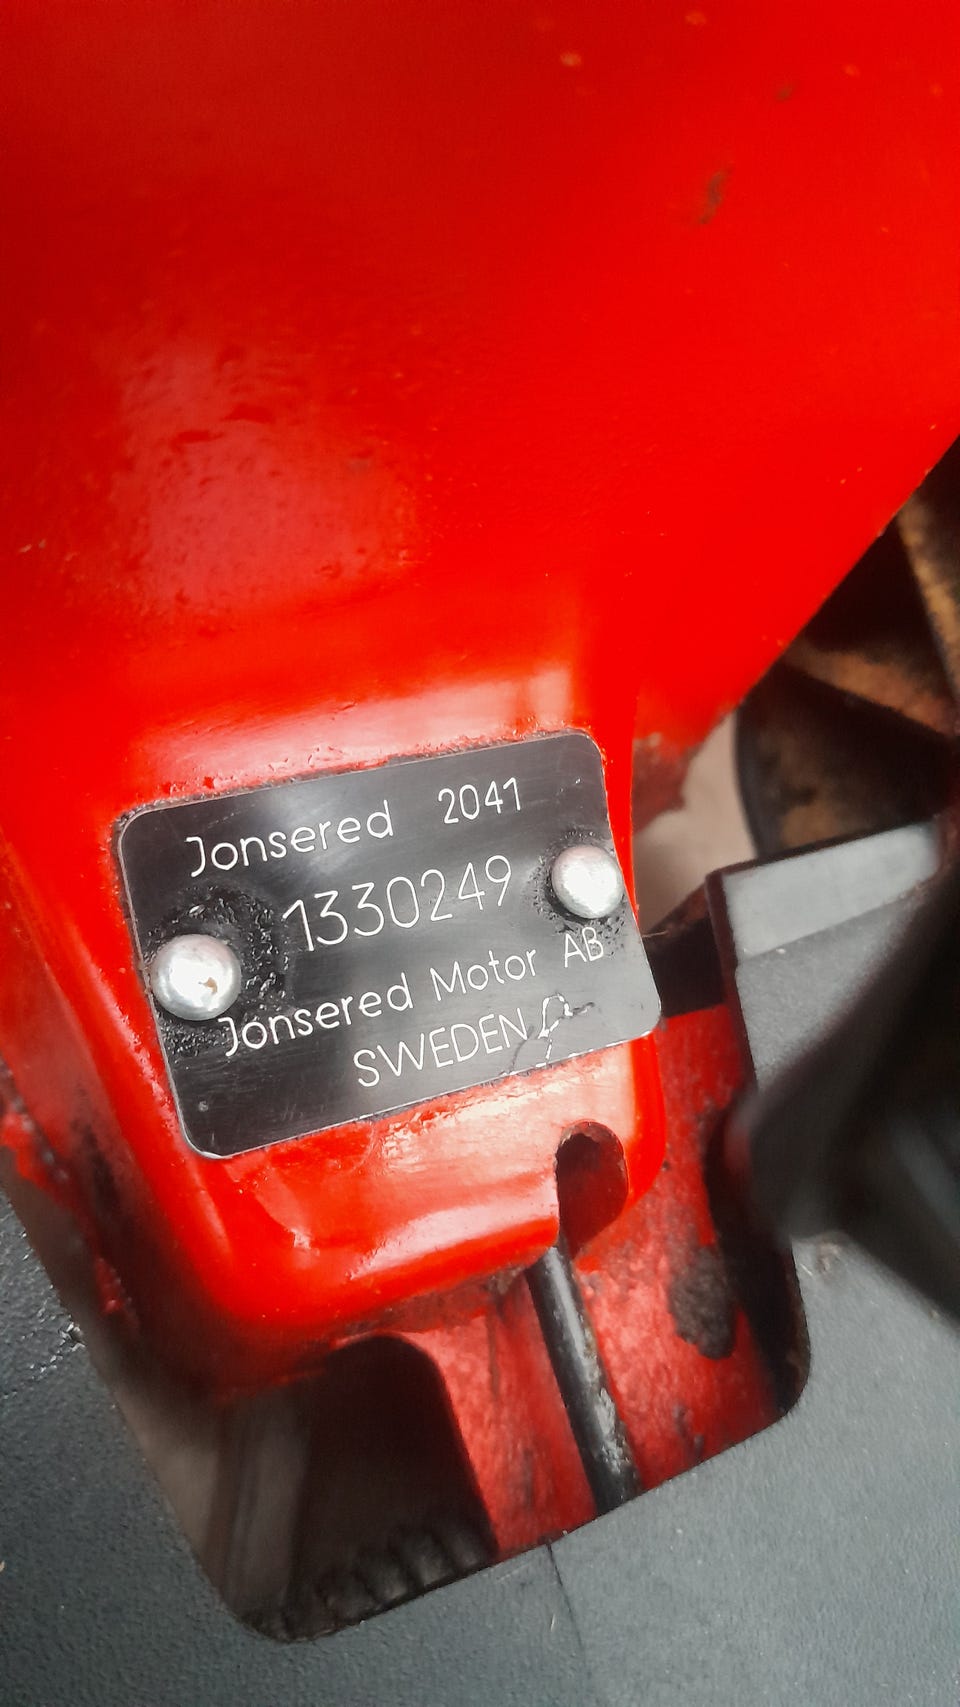 Jonsered 2041
1330249
Jonsered Motor AB
SWEDEN